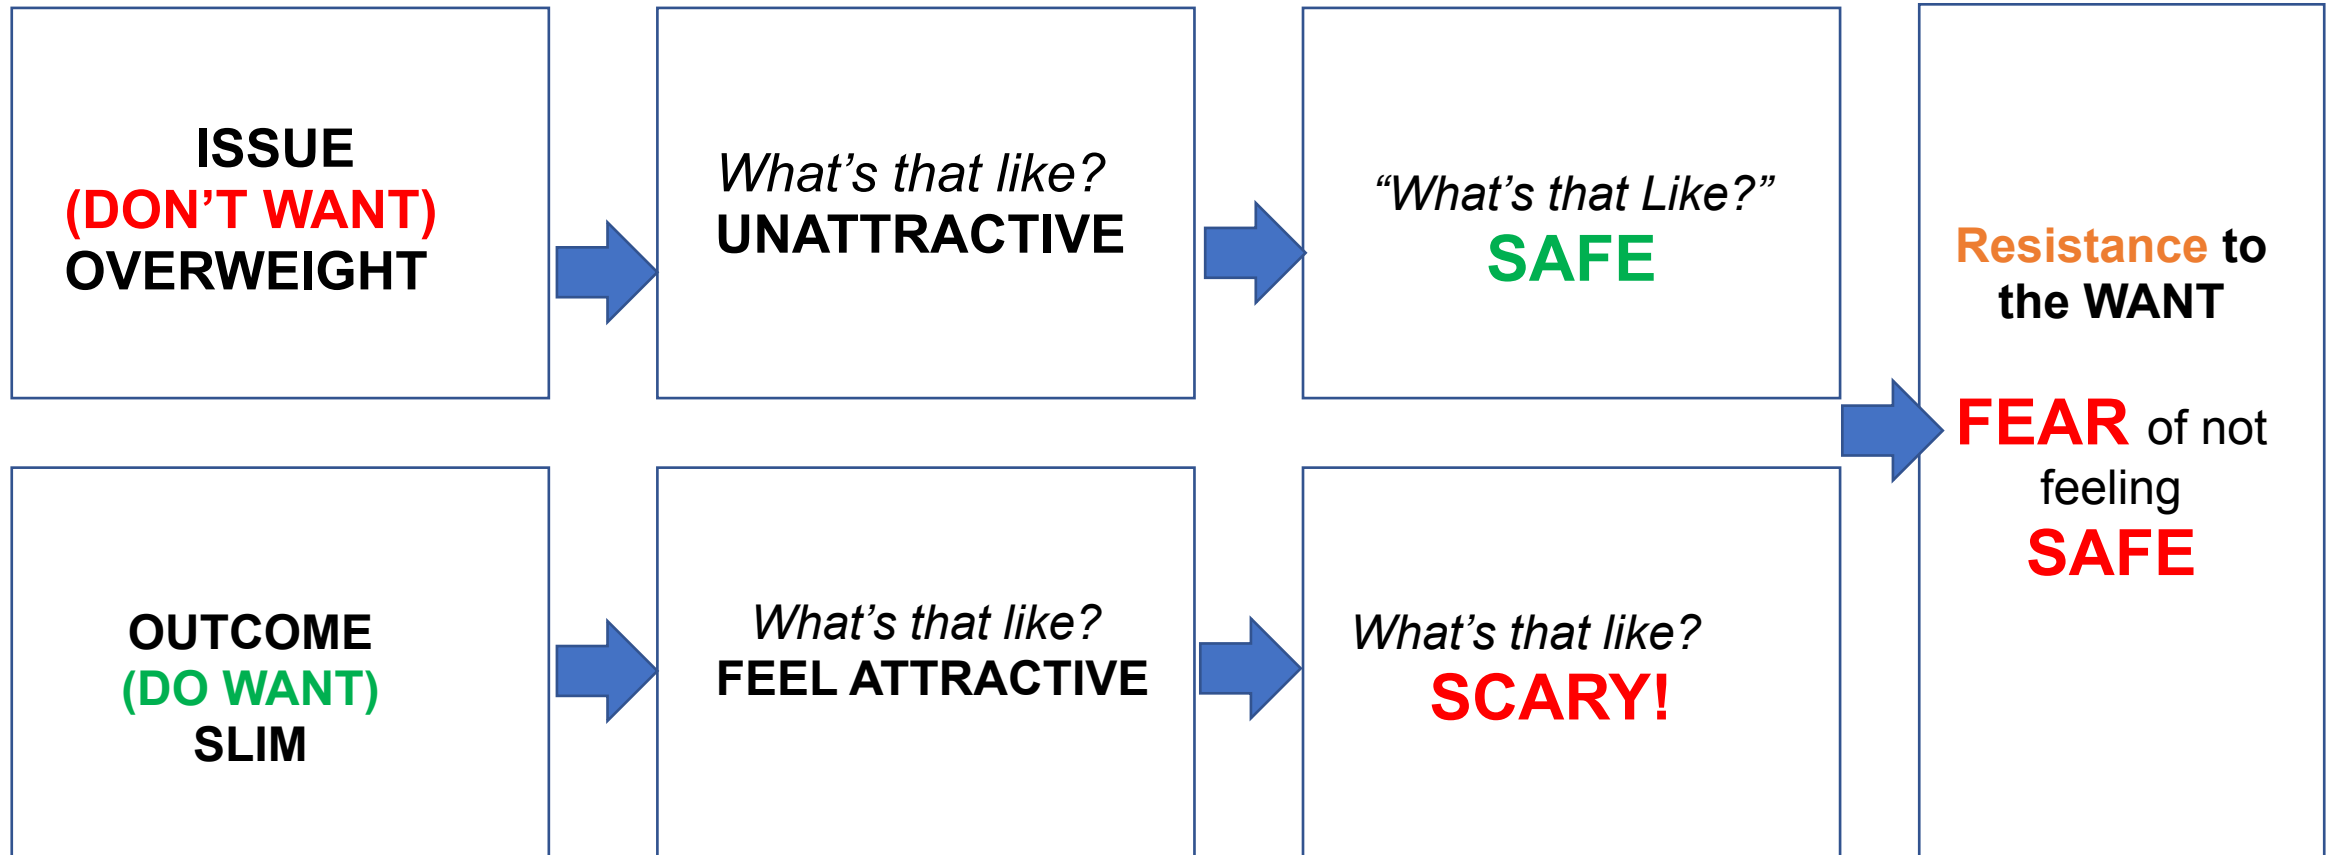 ISSUE
(DON’T WANT)
OVERWEIGHT
What’s that like?
UNATTRACTIVE
“What’s that Like?”
SAFE
Resistance to
the WANT
FEAR of not
feeling
SAFE
OUTCOME
(DO WANT)
SLIM
What’s that like?
FEEL ATTRACTIVE
What’s that like?
SCARY!